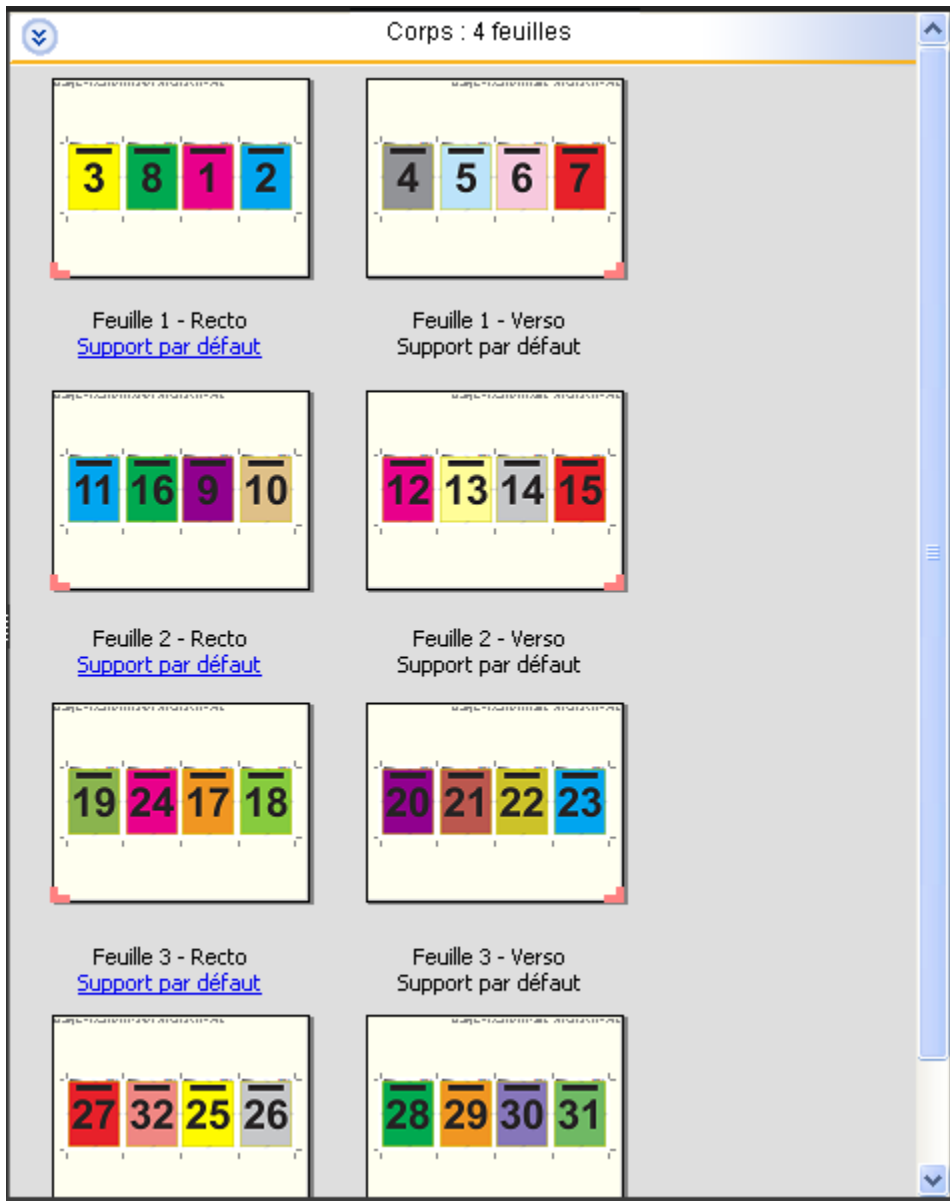 Corps : 4 feuilles
3 8 1 2
4 5 6 7
Feuille 1 - Recto
Support par défaut
Feuille 1 - Verso
Support par défaut
11 16 9 10
12 13 14 15
Feuille 2 - Recto
Support par défaut
Feuille 2 - Verso
Support par défaut
19 24 17 18
20 21 22 23
Feuille 3 - Recto
Support par défaut
Feuille 3 - Verso
Support par défaut
27 32 25 26
28 29 30 31